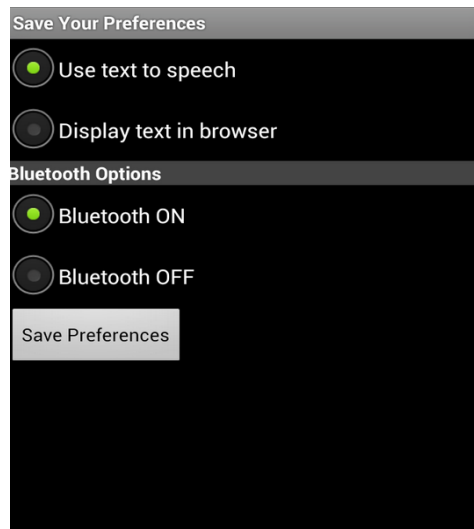 Save Your Preferences
Use text to speech
Display text in browser
Bluetooth Options
Bluetooth ON
Bluetooth OFF
Save Preferences